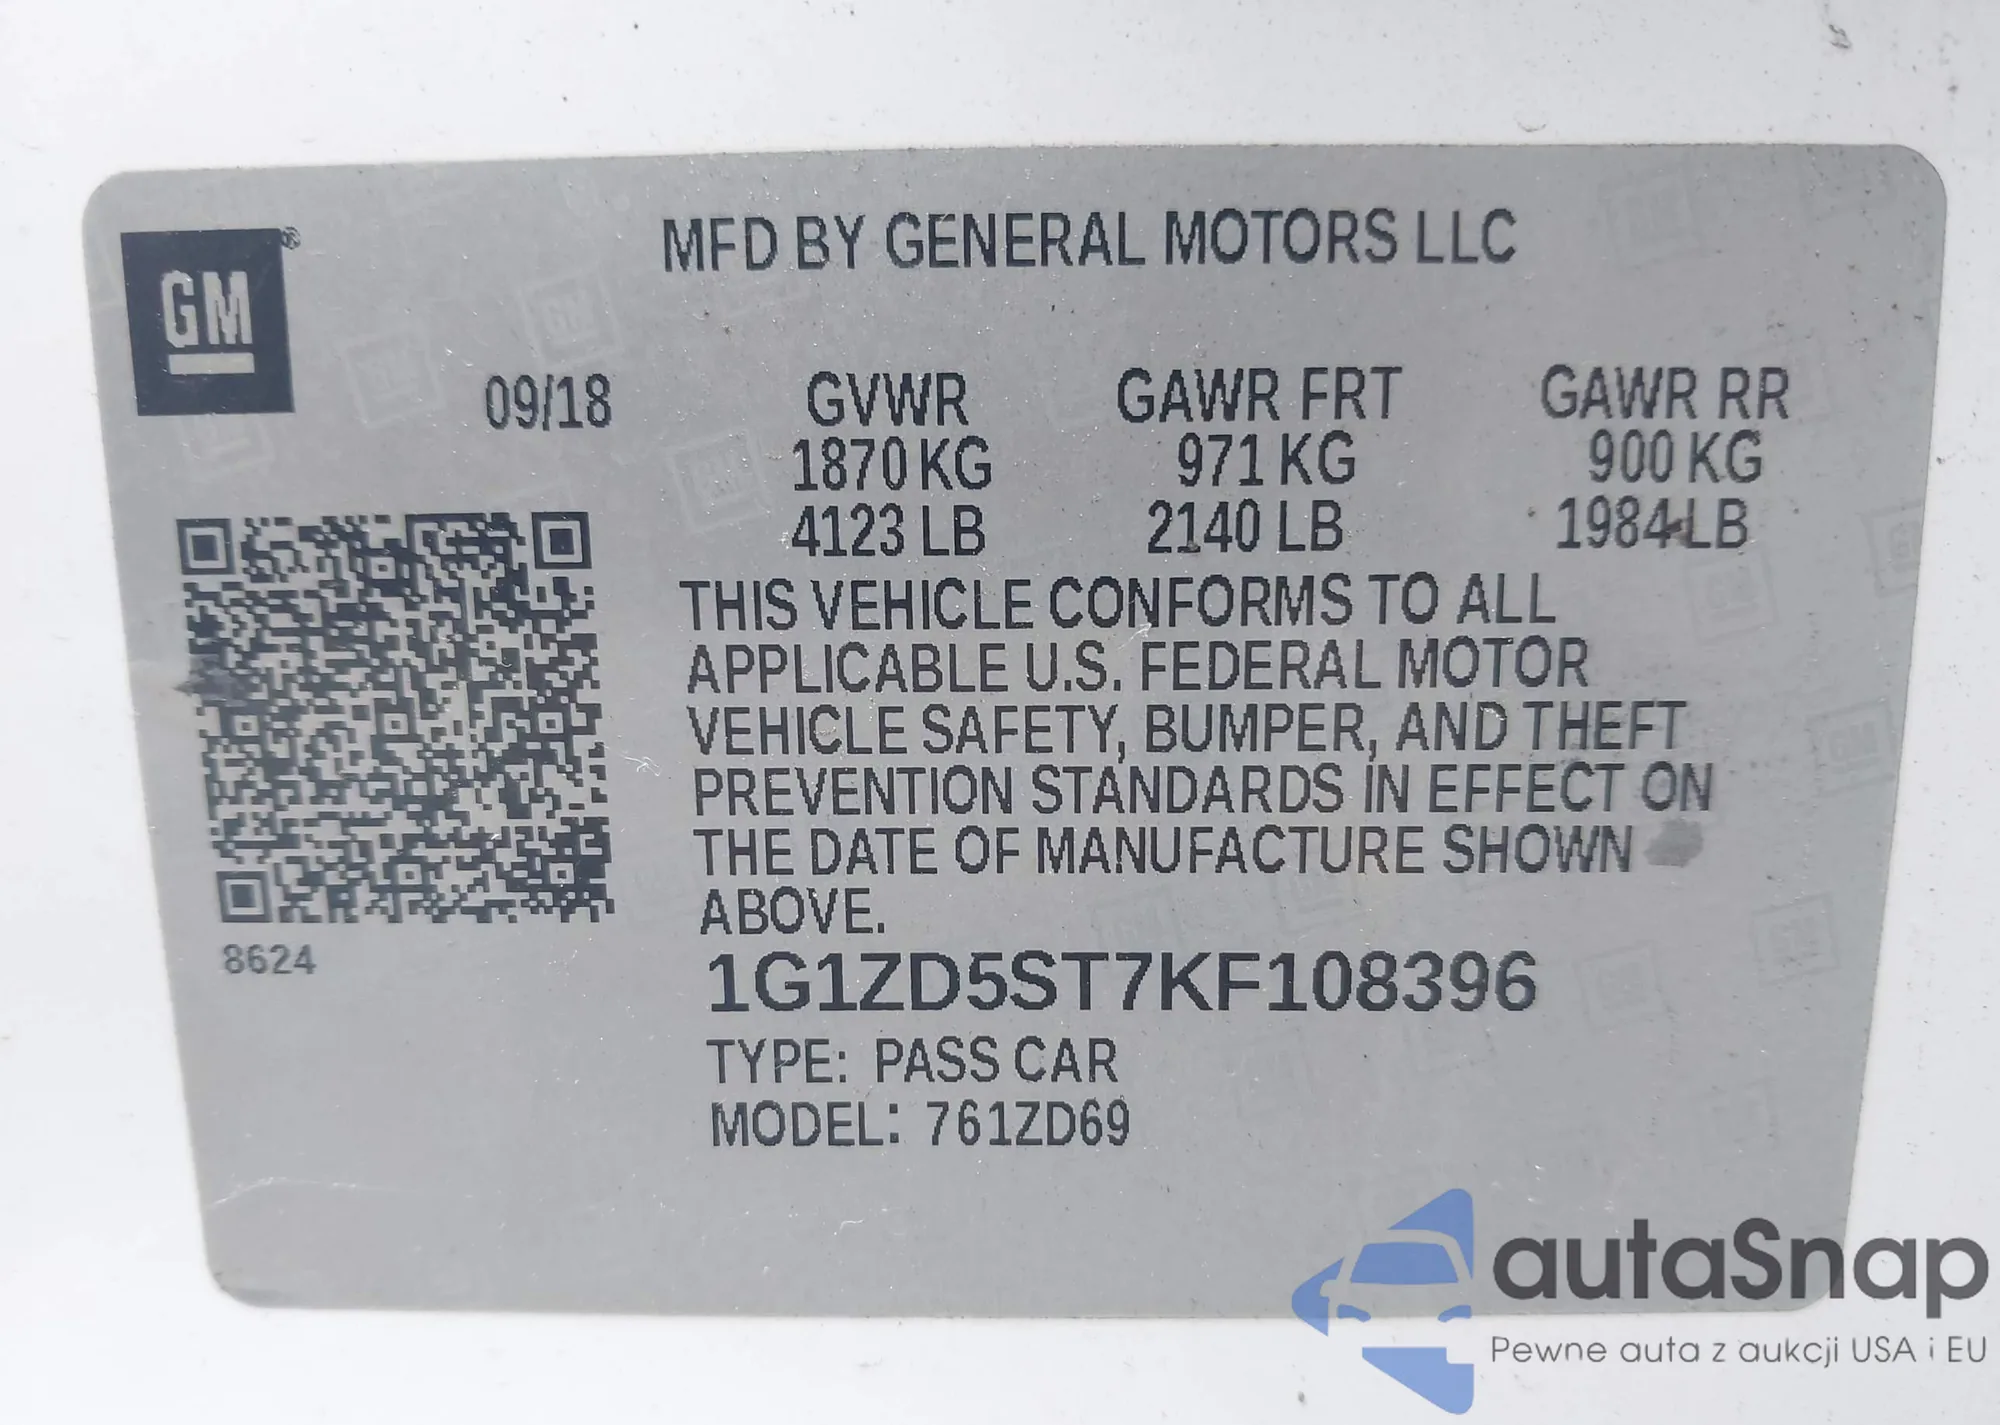 MFD BY GENERAL MOTORS LLC
GM®
09/18
GVWR
1870 KG
4123 LB
GAWR FRT
971 KG
2140 LB
GAWR RR
900 KG
1984 LB
THIS VEHICLE CONFORMS TO ALL
APPLICABLE U.S. FEDERAL MOTOR
VEHICLE SAFETY, BUMPER, AND THEFT
PREVENTION STANDARDS IN EFFECT ON
THE DATE OF MANUFACTURE SHOWN
ABOVE.
8624
1G1ZD5ST7KF108396
TYPE: PASS CAR
MODEL: 761ZD69
autaSnap
Pewne auta z aukcji USA i EU